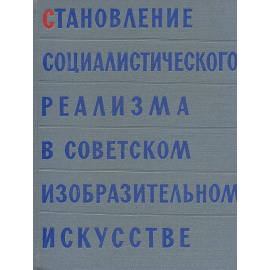 СТАНОВЛЕНИЕ
СОЦИАЛИСТИЧЕСКОГО
РЕАЛИЗМА
В СОВЕТСКОМ
ИЗОБРАЗИТЕЛЬНОМ
ИСКУССТВЕ